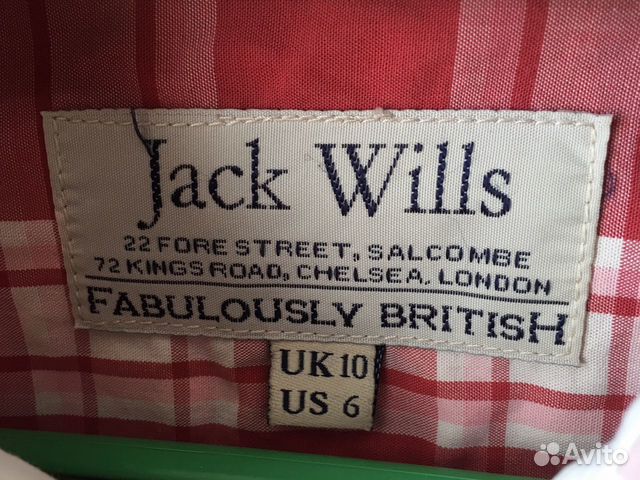 Jack Wills
22 FORE STREET, SALCOMBE
72 KINGS ROAD, CHELSEA, LONDON
FABULOUSLY BRITISH
UK 10
US 6
Avito